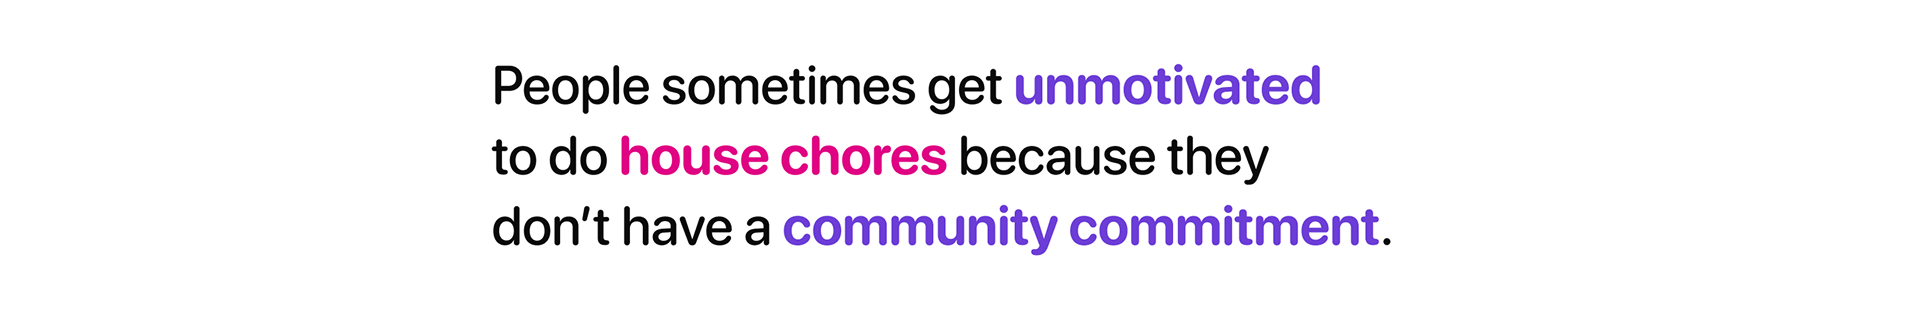 People sometimes get unmotivated
to do house chores because they
don’t have a community commitment.